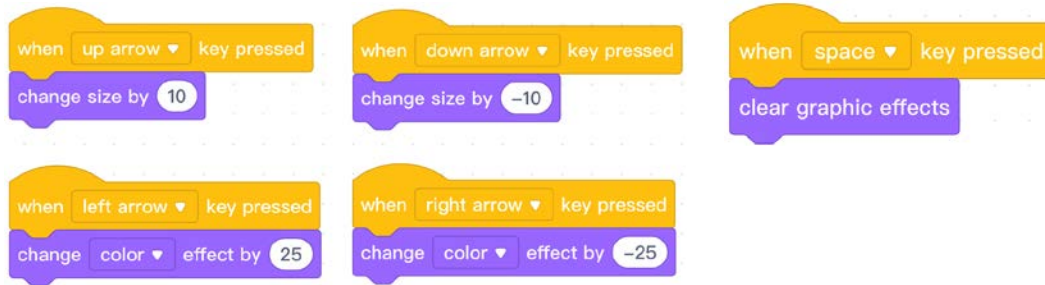 when up arrow key pressed
change size by 10
when down arrow key pressed
change size by −10
when space key pressed
clear graphic effects
when left arrow key pressed
change color effect by 25
when right arrow key pressed
change color effect by −25